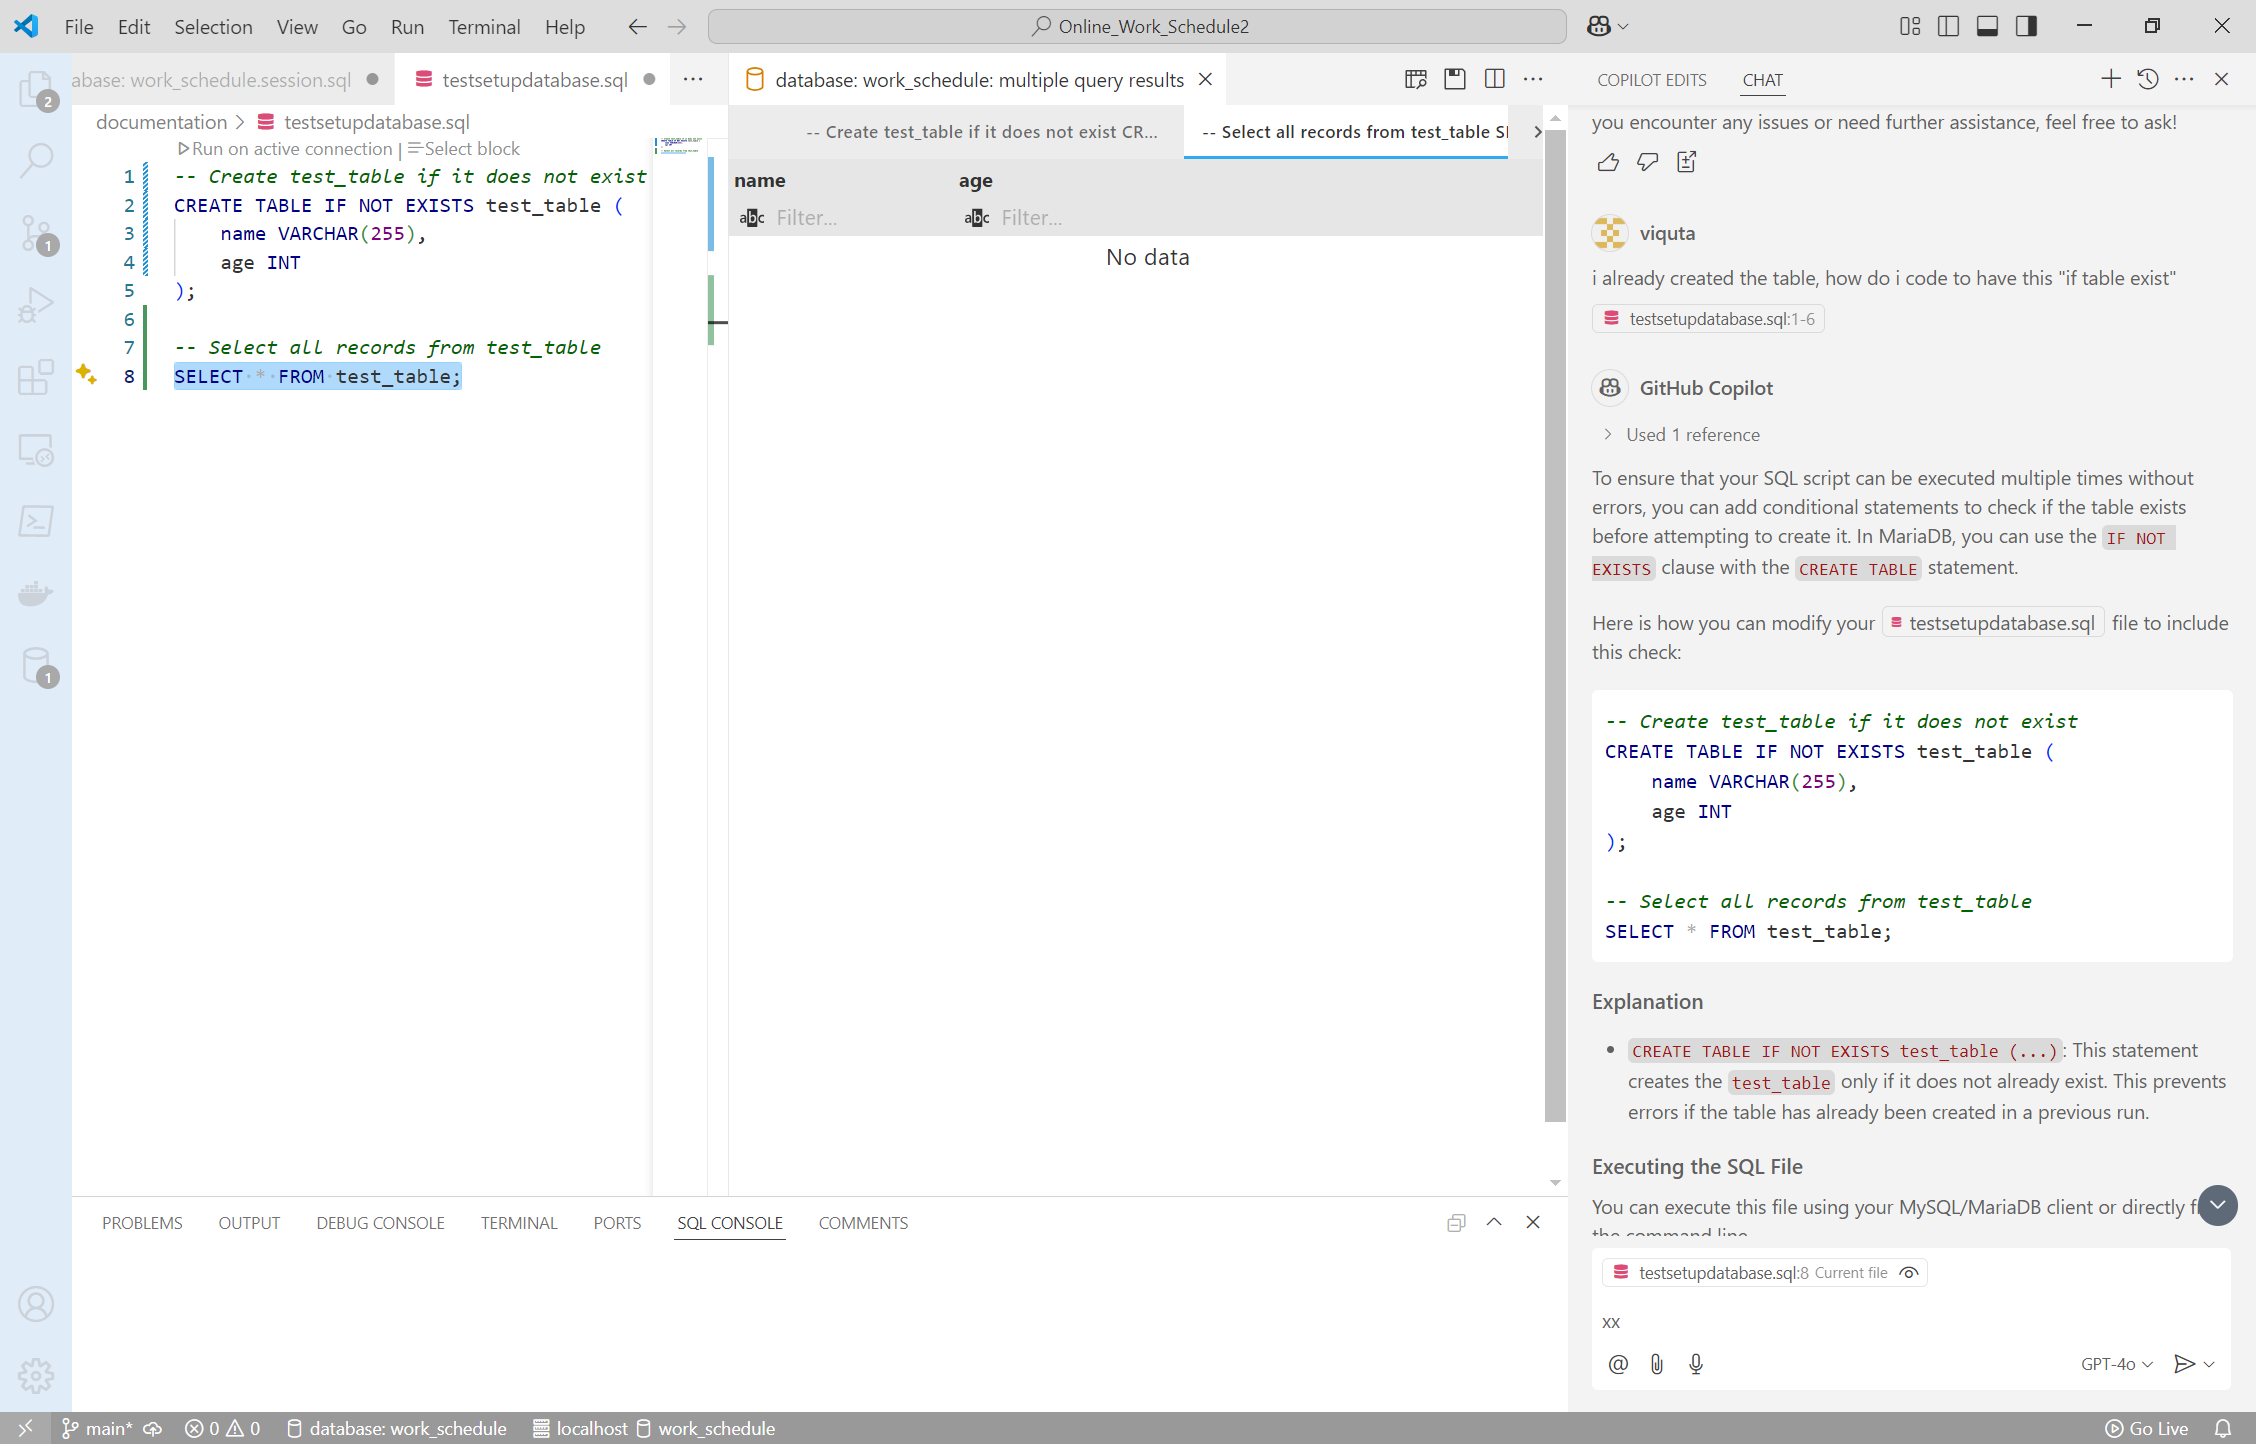 File Edit Selection View Go Run Terminal Help
Online_Work_Schedule2
abase: work_schedule.session.sql
testsetupdatabase.sql
database: work_schedule: multiple query results
COPILOT EDITS CHAT
documentation > testsetupdatabase.sql
Run on active connection | Select block
1 -- Create test_table if it does not exist
2 CREATE TABLE IF NOT EXISTS test_table (
3 name VARCHAR(255),
4 age INT
5 );
6
7 -- Select all records from test_table
8 SELECT * FROM test_table;
-- Create test_table if it does not exist CR...
-- Select all records from test_table SI
name age
abc Filter... abc Filter...
No data
you encounter any issues or need further assistance, feel free to ask!
viquta
i already created the table, how do i code to have this "if table exist"
testsetupdatabase.sql:1-6
GitHub Copilot
Used 1 reference
To ensure that your SQL script can be executed multiple times without
errors, you can add conditional statements to check if the table exists
before attempting to create it. In MariaDB, you can use the IF NOT
EXISTS clause with the CREATE TABLE statement.
Here is how you can modify your testsetupdatabase.sql file to include
this check:
-- Create test_table if it does not exist
CREATE TABLE IF NOT EXISTS test_table (
name VARCHAR(255),
age INT
);
-- Select all records from test_table
SELECT * FROM test_table;
Explanation
• CREATE TABLE IF NOT EXISTS test_table (...): This statement
creates the test_table only if it does not already exist. This prevents
errors if the table has already been created in a previous run.
Executing the SQL File
You can execute this file using your MySQL/MariaDB client or directly f
the command line
testsetupdatabase.sql:8 Current file
xx
GPT-4o
PROBLEMS OUTPUT DEBUG CONSOLE TERMINAL PORTS SQL CONSOLE COMMENTS
2
1
1
main* 0 0 database: work_schedule localhost work_schedule Go Live